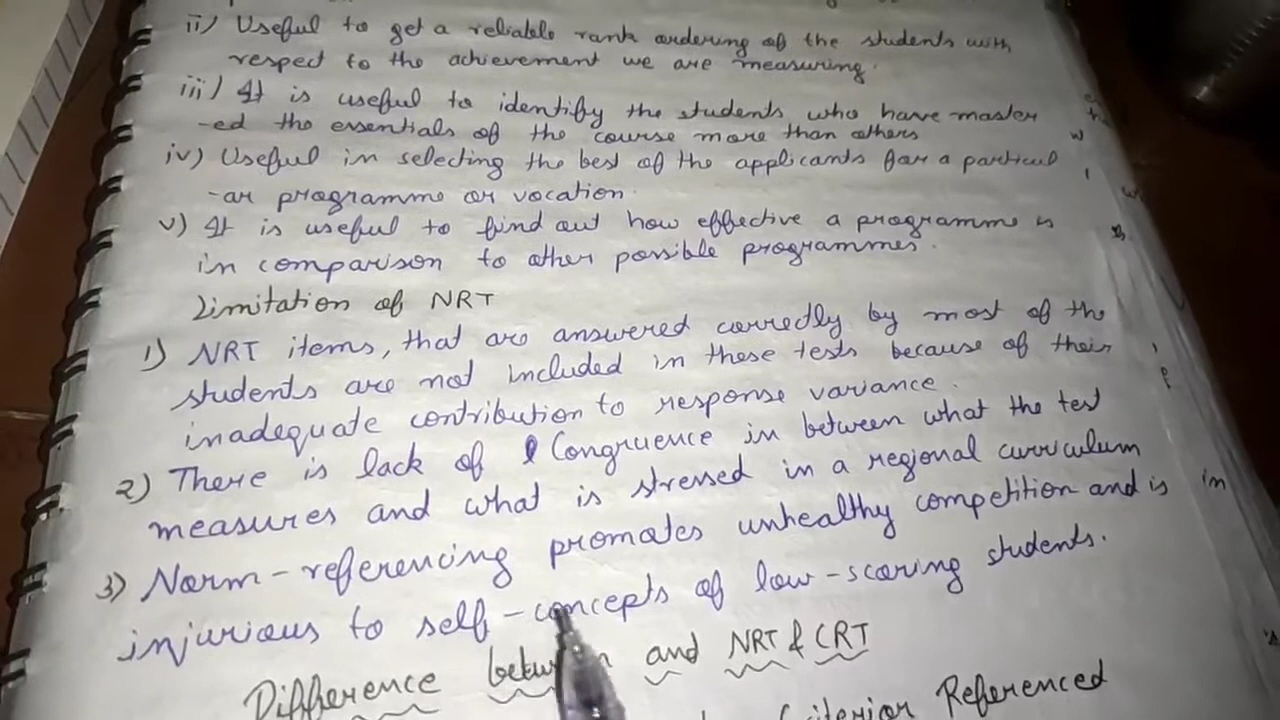 ii) Useful to get a reliable rank ordering of the students with
respect to the achievement we are measuring.
iii) It is useful to identify the students who have master
-ed the essentials of the course more than others
iv) Useful in selecting the best of the applicants for a particul
-ar programme or vocation.
v) It is useful to find out how effective a programme is
in comparison to other possible programmes.
Limitation of NRT
1) NRT items, that are answered correctly by most of the
students are not included in these tests because of their
inadequate contribution to response variance.
2) There is lack of Congruence in between what the test
measures and what is stressed in a regional curriculum
3) Norm-referencing promotes unhealthy competition and is in
injurious to self-concepts of low-scoring students.
Difference between and NRT & CRT
Criterior Referenced